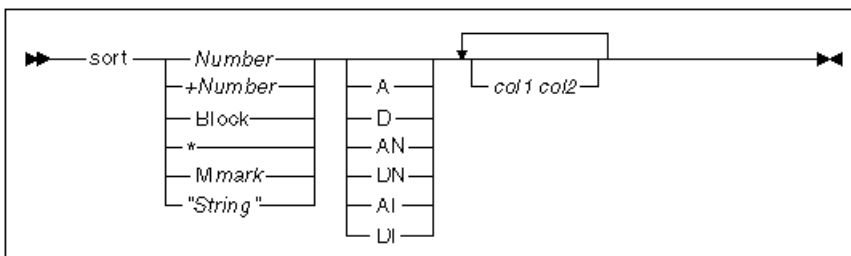 sort Number
+Number A col1 col2
Block D
* AN
Mmark DN
"String" AI
DI